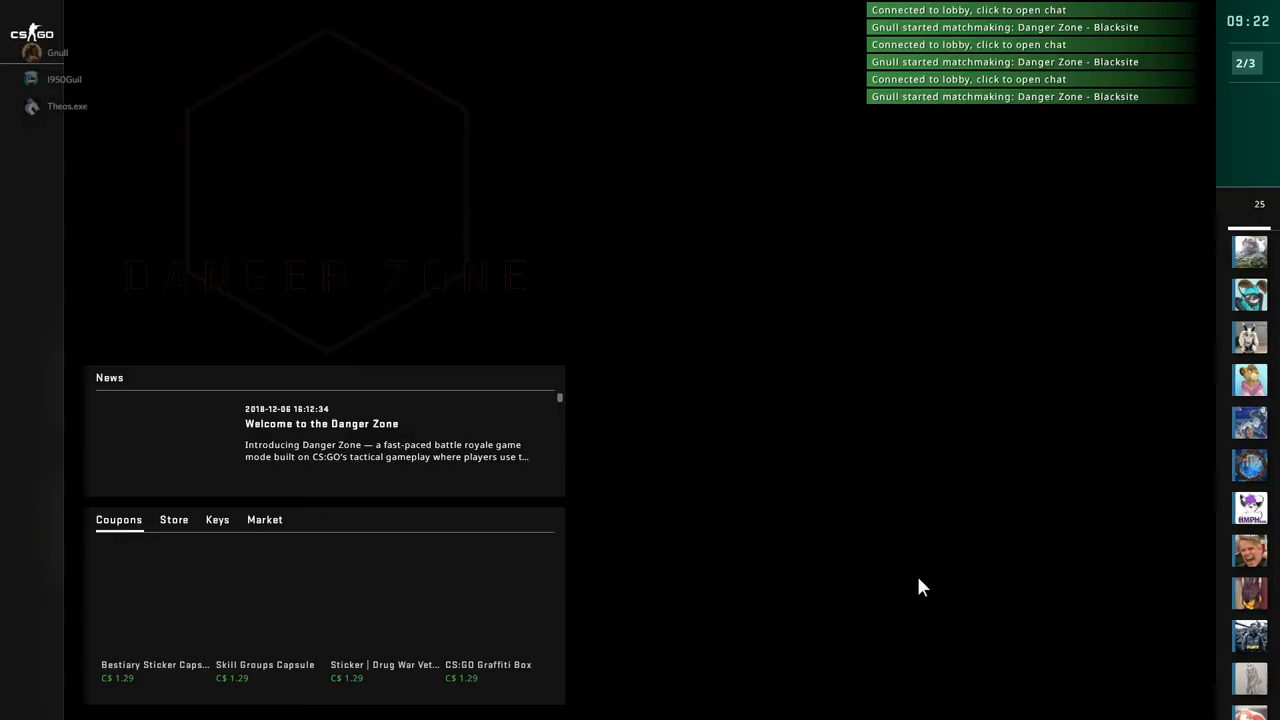 CS GO
Gnull
I950Guil
Theos.exe
Connected to lobby, click to open chat
Gnull started matchmaking: Danger Zone - Blacksite
Connected to lobby, click to open chat
Gnull started matchmaking: Danger Zone - Blacksite
Connected to lobby, click to open chat
Gnull started matchmaking: Danger Zone - Blacksite
09:22
2/3
25
DANGER ZONE
News
2018-12-06 16:12:34
Welcome to the Danger Zone
Introducing Danger Zone — a fast-paced battle royale game
mode built on CS:GO's tactical gameplay where players use t...
Coupons Store Keys Market
Bestiary Sticker Caps... Skill Groups Capsule Sticker | Drug War Vet... CS:GO Graffiti Box
C$ 1.29 C$ 1.29 C$ 1.29 C$ 1.29
HMPH